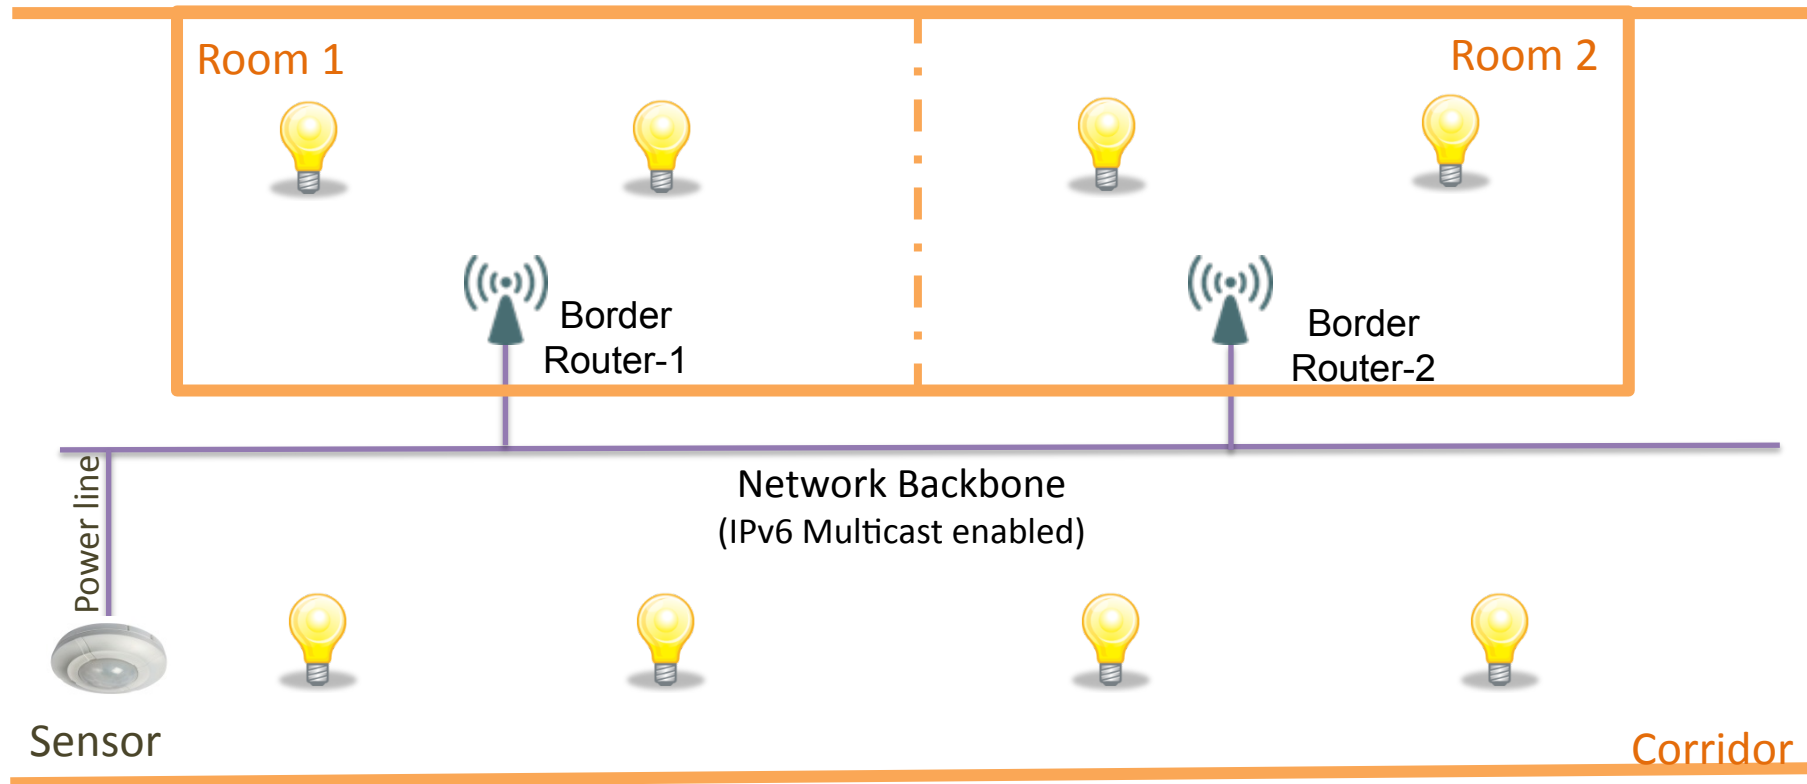 Room 1
Room 2
Border
Router-1
Border
Router-2
Power line
Network Backbone
(IPv6 Multicast enabled)
Sensor
Corridor